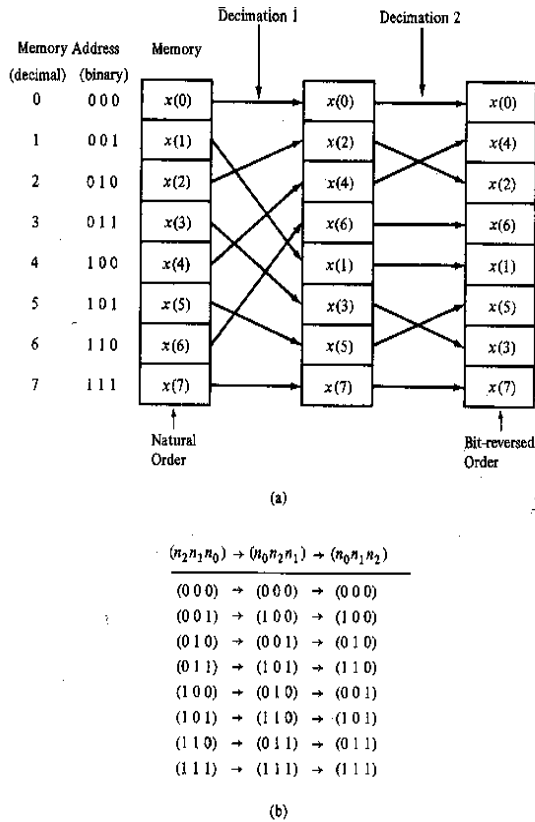 Decimation 1 Decimation 2
Memory Address Memory
(decimal) (binary)
0 0 0 0 x(0) x(0) x(0)
1 0 0 1 x(1) x(2) x(4)
2 0 1 0 x(2) x(4) x(2)
3 0 1 1 x(3) x(6) x(6)
4 1 0 0 x(4) x(1) x(1)
5 1 0 1 x(5) x(3) x(5)
6 1 1 0 x(6) x(5) x(3)
7 1 1 1 x(7) x(7) x(7)
Natural Bit-reversed
Order Order
(a)
(n₂n₁n₀) → (n₀n₂n₁) → (n₀n₁n₂)
(0 0 0) → (0 0 0) → (0 0 0)
(0 0 1) → (1 0 0) → (1 0 0)
(0 1 0) → (0 0 1) → (0 1 0)
(0 1 1) → (1 0 1) → (1 1 0)
(1 0 0) → (0 1 0) → (0 0 1)
(1 0 1) → (1 1 0) → (1 0 1)
(1 1 0) → (0 1 1) → (0 1 1)
(1 1 1) → (1 1 1) → (1 1 1)
(b)